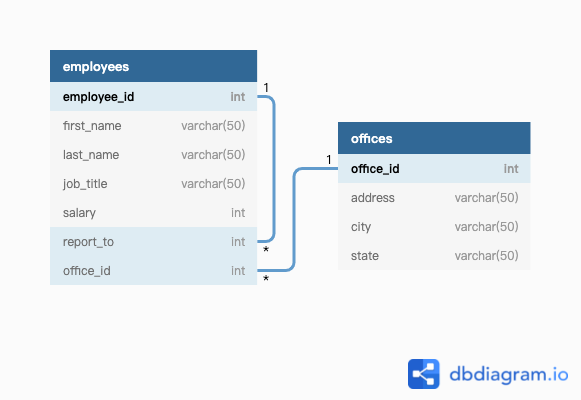 employees
employee_id int
first_name varchar(50)
last_name varchar(50)
job_title varchar(50)
salary int
report_to int
office_id int
1
*
*
1
offices
office_id int
address varchar(50)
city varchar(50)
state varchar(50)
dbdiagram.io